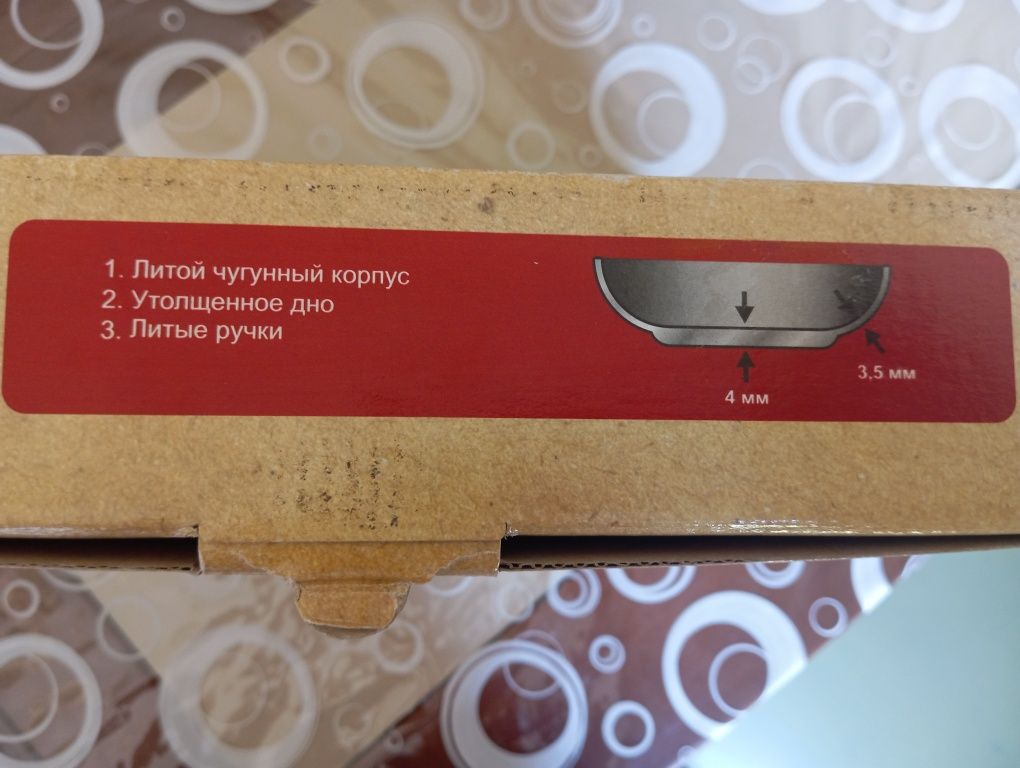 1. Литой чугунный корпус
2. Утолщенное дно
3. Литые ручки
3,5 мм
4 мм